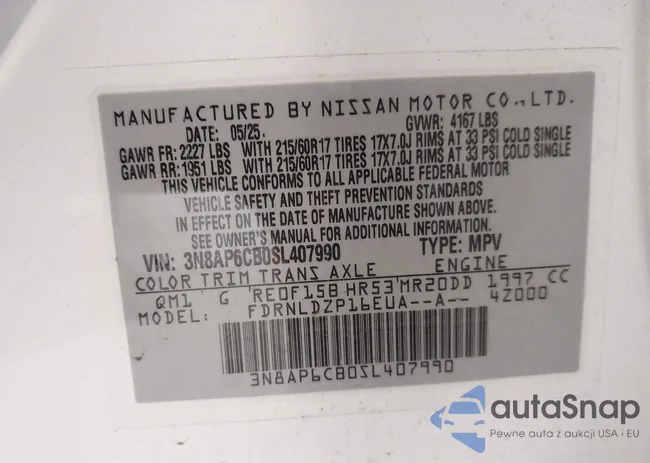 MANUFACTURED BY NISSAN MOTOR CO., LTD.
DATE: 05/25. GVWR: 4167 LBS
GAWR FR: 2227 LBS WITH 215/60R17 TIRES 17X7.0J RIMS AT 33 PSI COLD SINGLE
GAWR RR: 1951 LBS WITH 215/60R17 TIRES 17X7.0J RIMS AT 33 PSI COLD SINGLE
THIS VEHICLE CONFORMS TO ALL APPLICABLE FEDERAL MOTOR
VEHICLE SAFETY AND THEFT PREVENTION STANDARDS
IN EFFECT ON THE DATE OF MANUFACTURE SHOWN ABOVE.
SEE OWNER'S MANUAL FOR ADDITIONAL INFORMATION.
VIN: 3N8AP6CB0SL407990 TYPE: MPV
COLOR TRIM TRANS AXLE ENGINE
QM1 G RE0F15B HR53 MR20DD 1997 CC
MODEL: FDRNLDZP16EUA--A-- 4Z000
3N8AP6CB0SL407990
autaSnap
Pewne auta z aukcji USA i EU